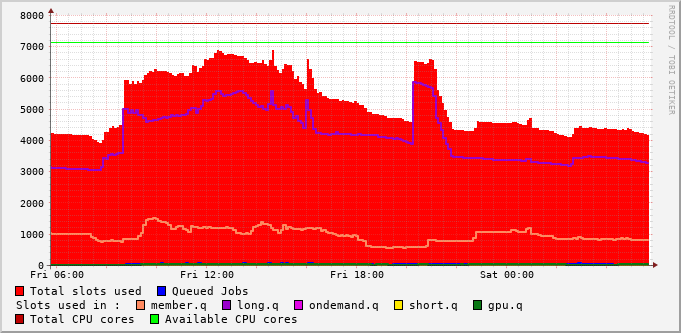 8000
7000
6000
5000
4000
3000
2000
1000
0
Fri 06:00 Fri 12:00 Fri 18:00 Sat 00:00
Total slots used Queued Jobs
Slots used in : member.q long.q ondemand.q short.q gpu.q
Total CPU cores Available CPU cores
RRDTOOL / TOBI OETIKER